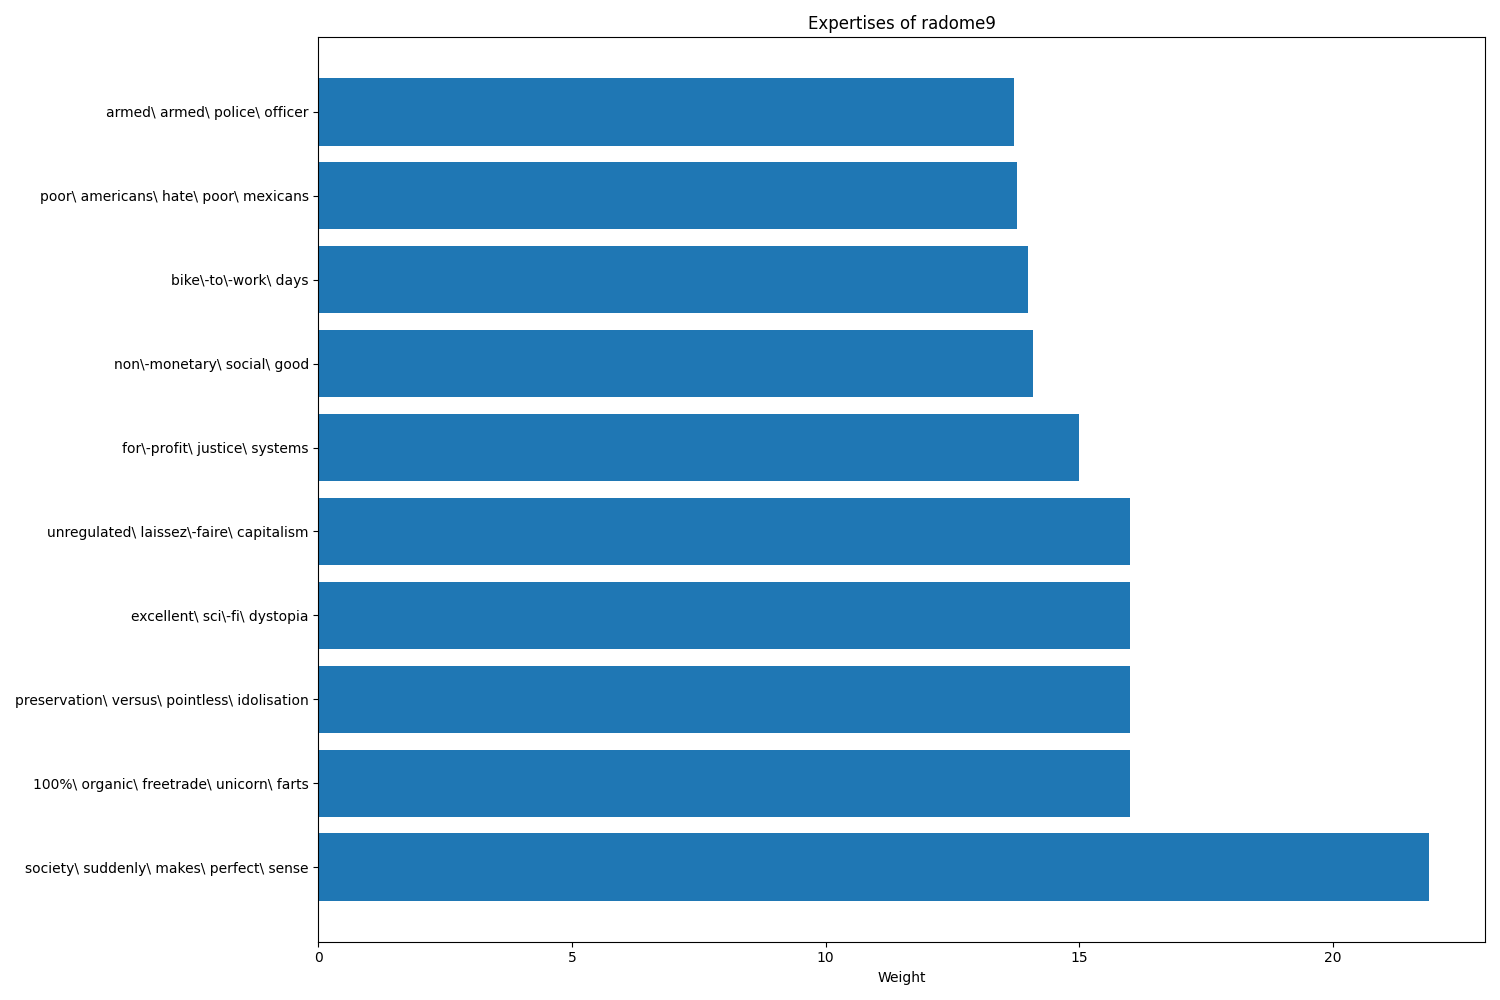 Expertises of radome9
armed\ armed\ police\ officer
poor\ americans\ hate\ poor\ mexicans
bike\-to\-work\ days
non\-monetary\ social\ good
for\-profit\ justice\ systems
unregulated\ laissez\-faire\ capitalism
excellent\ sci\-fi\ dystopia
preservation\ versus\ pointless\ idolisation
100%\ organic\ freetrade\ unicorn\ farts
society\ suddenly\ makes\ perfect\ sense
0 5 10 15 20
Weight